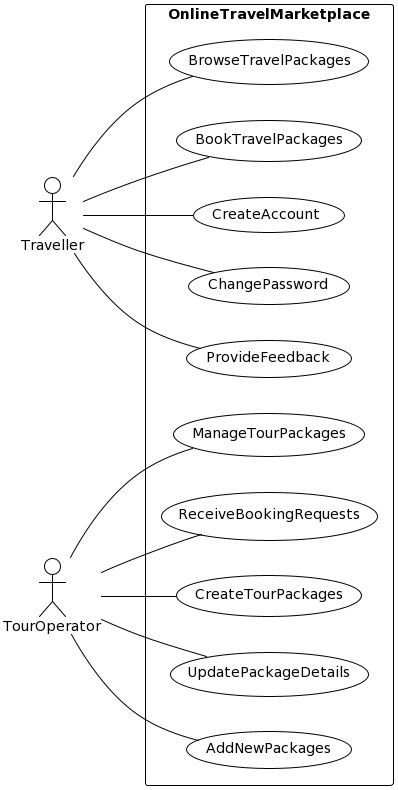 OnlineTravelMarketplace
BrowseTravelPackages
BookTravelPackages
CreateAccount
Traveller
ChangePassword
ProvideFeedback
ManageTourPackages
ReceiveBookingRequests
CreateTourPackages
TourOperator
UpdatePackageDetails
AddNewPackages